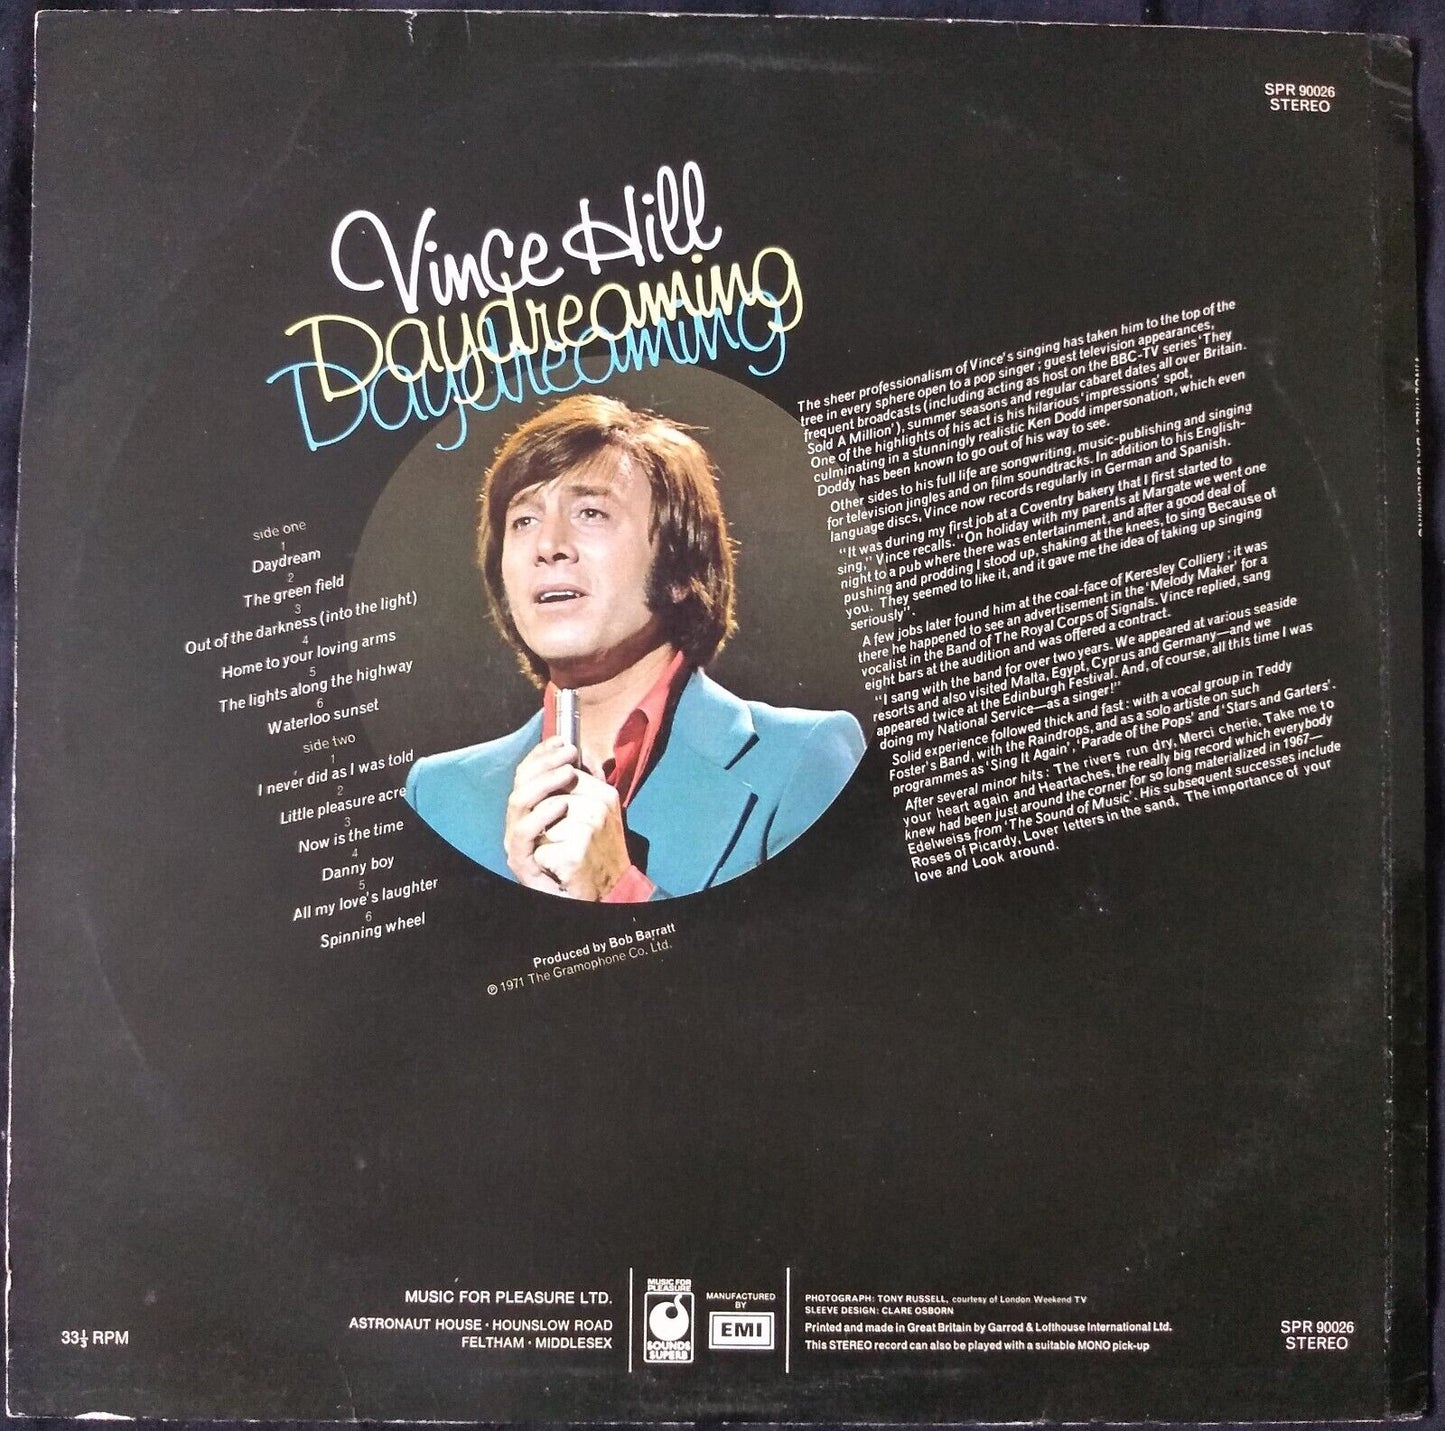 SPR 90026
STEREO
Vince Hill
Daydreaming
Daydreaming
side one
1
Daydream
2
The green field
3
Out of the darkness (into the light)
4
Home to your loving arms
5
The lights along the highway
6
Waterloo sunset
side two
1
I never did as I was told
2
Little pleasure acre
3
Now is the time
4
Danny boy
5
All my love's laughter
6
Spinning wheel
Produced by Bob Barratt
℗ 1971 The Gramophone Co. Ltd.
The sheer professionalism of Vince's singing has taken him to the top of the
tree in every sphere open to a pop singer; guest television appearances,
frequent broadcasts (including acting as host on the BBC-TV series 'They
Sold A Million'), summer seasons and regular cabaret dates all over Britain.
One of the highlights of his act is his hilarious 'impressions' spot,
culminating in a stunningly realistic Ken Dodd impersonation, which even
Doddy has been known to go out of his way to see.
Other sides to his full life are songwriting, music-publishing and singing
for television jingles and on film soundtracks. In addition to his English-
language discs, Vince now records regularly in German and Spanish.
"It was during my first job at a Coventry bakery that I first started to
sing," Vince recalls. "On holiday with my parents at Margate we went one
night to a pub where there was entertainment, and after a good deal of
pushing and prodding I stood up, shaking at the knees, to sing Because of
you. They seemed to like it, and it gave me the idea of taking up singing
seriously".
A few jobs later found him at the coal-face of Keresley Colliery; it was
there he happened to see an advertisement in the 'Melody Maker' for a
vocalist in the Band of The Royal Corps of Signals. Vince replied, sang
eight bars at the audition and was offered a contract.
"I sang with the band for over two years. We appeared at various seaside
resorts and also visited Malta, Egypt, Cyprus and Germany—and we
appeared twice at the Edinburgh Festival. And, of course, all this time I was
doing my National Service—as a singer!"
Solid experience followed thick and fast: with a vocal group in Teddy
Foster's Band, with the Raindrops, and as a solo artiste on such
programmes as 'Sing It Again', 'Parade of the Pops' and 'Stars and Garters'.
After several minor hits: The rivers run dry, Merci cherie, Take me to
your heart again and Heartaches, the really big record which everybody
knew had been just around the corner for so long materialized in 1967—
Edelweiss from 'The Sound of Music'. His subsequent successes include
Roses of Picardy, Lover letters in the sand, The importance of your
love and Look around.
33⅓ RPM
MUSIC FOR PLEASURE LTD.
ASTRONAUT HOUSE · HOUNSLOW ROAD
FELTHAM · MIDDLESEX
MUSIC FOR
PLEASURE
SOUNDS
SUPERB
MANUFACTURED
BY
EMI
PHOTOGRAPH: TONY RUSSELL, courtesy of London Weekend TV
SLEEVE DESIGN: CLARE OSBORN
Printed and made in Great Britain by Garrod & Lofthouse International Ltd.
This STEREO record can also be played with a suitable MONO pick-up
SPR 90026
STEREO